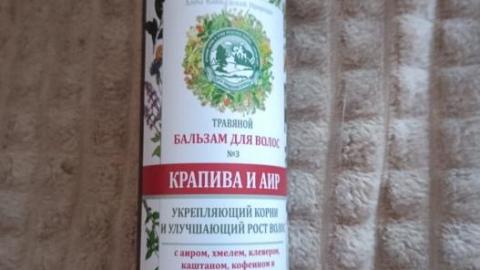 ТРАВЯНОЙ
БАЛЬЗАМ ДЛЯ ВОЛОС
№3
КРАПИВА И АИР
УКРЕПЛЯЮЩИЙ КОРНИ
И УЛУЧШАЮЩИЙ РОСТ ВОЛОС
с аиром, хмелем, клевером,
каштаном, кофеином и